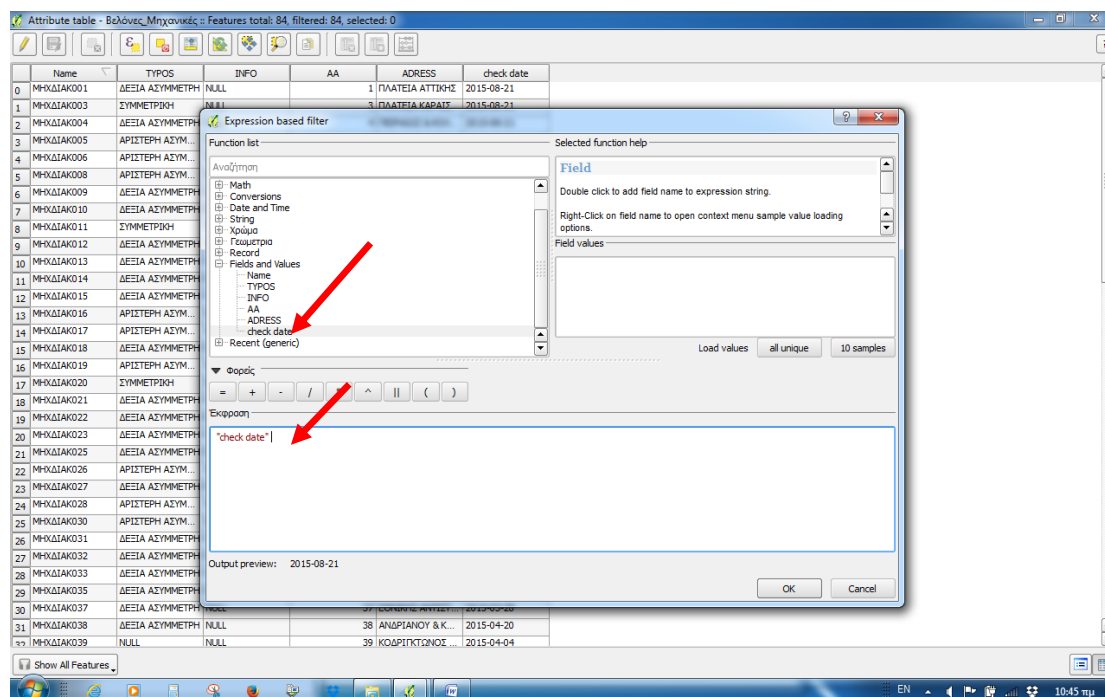 Attribute table - Βελόνες_Μηχανικές :: Features total: 84, filtered: 84, selected: 0
Name TYPOS INFO AA ADRESS check date
0 ΜΗΧΔΙΑΚ001 ΔΕΞΙΑ ΑΣΥΜΜΕΤΡΗ NULL 1 ΠΛΑΤΕΙΑ ΑΤΤΙΚΗΣ 2015-08-21
1 ΜΗΧΔΙΑΚ003 ΣΥΜΜΕΤΡΙΚΗ NULL 3 ΠΛΑΤΕΙΑ ΚΑΡΑΙΣ 2015-08-21
2 ΜΗΧΔΙΑΚ004 ΔΕΞΙΑ ΑΣΥΜΜΕΤΡΗ
3 ΜΗΧΔΙΑΚ005 ΑΡΙΣΤΕΡΗ ΑΣΥΜ...
4 ΜΗΧΔΙΑΚ006 ΑΡΙΣΤΕΡΗ ΑΣΥΜ...
5 ΜΗΧΔΙΑΚ008 ΑΡΙΣΤΕΡΗ ΑΣΥΜ...
6 ΜΗΧΔΙΑΚ009 ΔΕΞΙΑ ΑΣΥΜΜΕΤΡΗ
7 ΜΗΧΔΙΑΚ010 ΔΕΞΙΑ ΑΣΥΜΜΕΤΡΗ
8 ΜΗΧΔΙΑΚ011 ΣΥΜΜΕΤΡΙΚΗ
9 ΜΗΧΔΙΑΚ012 ΔΕΞΙΑ ΑΣΥΜΜΕΤΡΗ
10 ΜΗΧΔΙΑΚ013 ΔΕΞΙΑ ΑΣΥΜΜΕΤΡΗ
11 ΜΗΧΔΙΑΚ014 ΔΕΞΙΑ ΑΣΥΜΜΕΤΡΗ
12 ΜΗΧΔΙΑΚ015 ΔΕΞΙΑ ΑΣΥΜΜΕΤΡΗ
13 ΜΗΧΔΙΑΚ016 ΑΡΙΣΤΕΡΗ ΑΣΥΜ...
14 ΜΗΧΔΙΑΚ017 ΑΡΙΣΤΕΡΗ ΑΣΥΜ...
15 ΜΗΧΔΙΑΚ018 ΔΕΞΙΑ ΑΣΥΜΜΕΤΡΗ
16 ΜΗΧΔΙΑΚ019 ΑΡΙΣΤΕΡΗ ΑΣΥΜ...
17 ΜΗΧΔΙΑΚ020 ΣΥΜΜΕΤΡΙΚΗ
18 ΜΗΧΔΙΑΚ021 ΔΕΞΙΑ ΑΣΥΜΜΕΤΡΗ
19 ΜΗΧΔΙΑΚ022 ΔΕΞΙΑ ΑΣΥΜΜΕΤΡΗ
20 ΜΗΧΔΙΑΚ023 ΔΕΞΙΑ ΑΣΥΜΜΕΤΡΗ
21 ΜΗΧΔΙΑΚ025 ΔΕΞΙΑ ΑΣΥΜΜΕΤΡΗ
22 ΜΗΧΔΙΑΚ026 ΑΡΙΣΤΕΡΗ ΑΣΥΜ...
23 ΜΗΧΔΙΑΚ027 ΔΕΞΙΑ ΑΣΥΜΜΕΤΡΗ
24 ΜΗΧΔΙΑΚ028 ΑΡΙΣΤΕΡΗ ΑΣΥΜ...
25 ΜΗΧΔΙΑΚ030 ΑΡΙΣΤΕΡΗ ΑΣΥΜ...
26 ΜΗΧΔΙΑΚ031 ΔΕΞΙΑ ΑΣΥΜΜΕΤΡΗ
27 ΜΗΧΔΙΑΚ032 ΔΕΞΙΑ ΑΣΥΜΜΕΤΡΗ
28 ΜΗΧΔΙΑΚ033 ΔΕΞΙΑ ΑΣΥΜΜΕΤΡΗ
29 ΜΗΧΔΙΑΚ035 ΔΕΞΙΑ ΑΣΥΜΜΕΤΡΗ
30 ΜΗΧΔΙΑΚ037 ΔΕΞΙΑ ΑΣΥΜΜΕΤΡΗ NULL
31 ΜΗΧΔΙΑΚ038 ΔΕΞΙΑ ΑΣΥΜΜΕΤΡΗ NULL 38 ΑΝΔΡΙΑΝΟΥ & Κ... 2015-04-20
32 ΜΗΧΔΙΑΚ039 NULL NULL 39 ΚΟΔΡΙΓΚΤΩΝΟΣ ... 2015-04-04
Expression based filter
Function list
Αναζήτηση
Math
Conversions
Date and Time
String
Χρώμα
Γεωμετρια
Record
Fields and Values
Name
TYPOS
INFO
AA
ADRESS
check date
Recent (generic)
Selected function help
Field
Double click to add field name to expression string.
Right-Click on field name to open context menu sample value loading
options.
Field values
Load values all unique 10 samples
Φορείς
= + - / ^ || ( )
Έκφραση
"check date"
Output preview: 2015-08-21
OK Cancel
Show All Features
EN 10:45 πμ